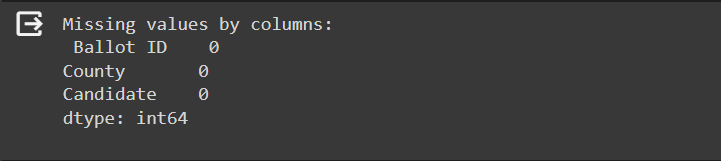 Missing values by columns:
 Ballot ID    0
County       0
Candidate    0
dtype: int64